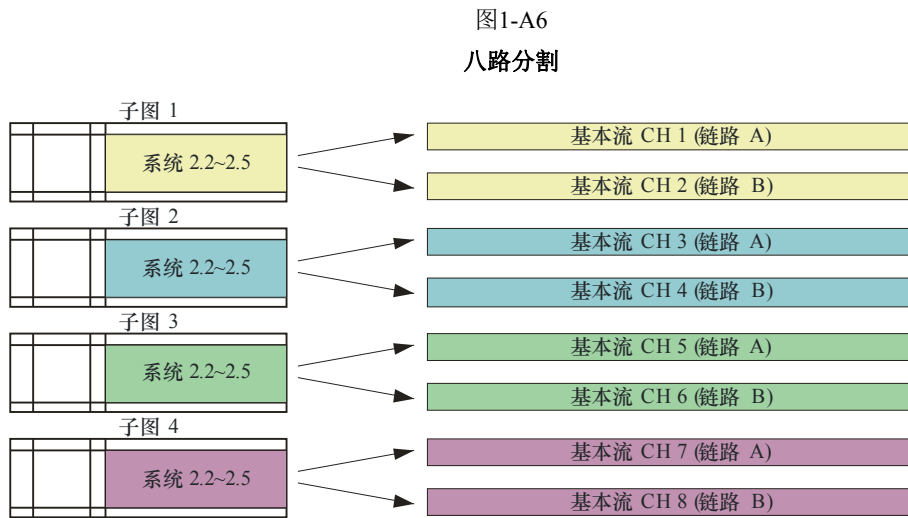 图1-A6
八路分割
子图 1
系统 2.2~2.5
基本流 CH 1 (链路 A)
基本流 CH 2 (链路 B)
子图 2
系统 2.2~2.5
基本流 CH 3 (链路 A)
基本流 CH 4 (链路 B)
子图 3
系统 2.2~2.5
基本流 CH 5 (链路 A)
基本流 CH 6 (链路 B)
子图 4
系统 2.2~2.5
基本流 CH 7 (链路 A)
基本流 CH 8 (链路 B)